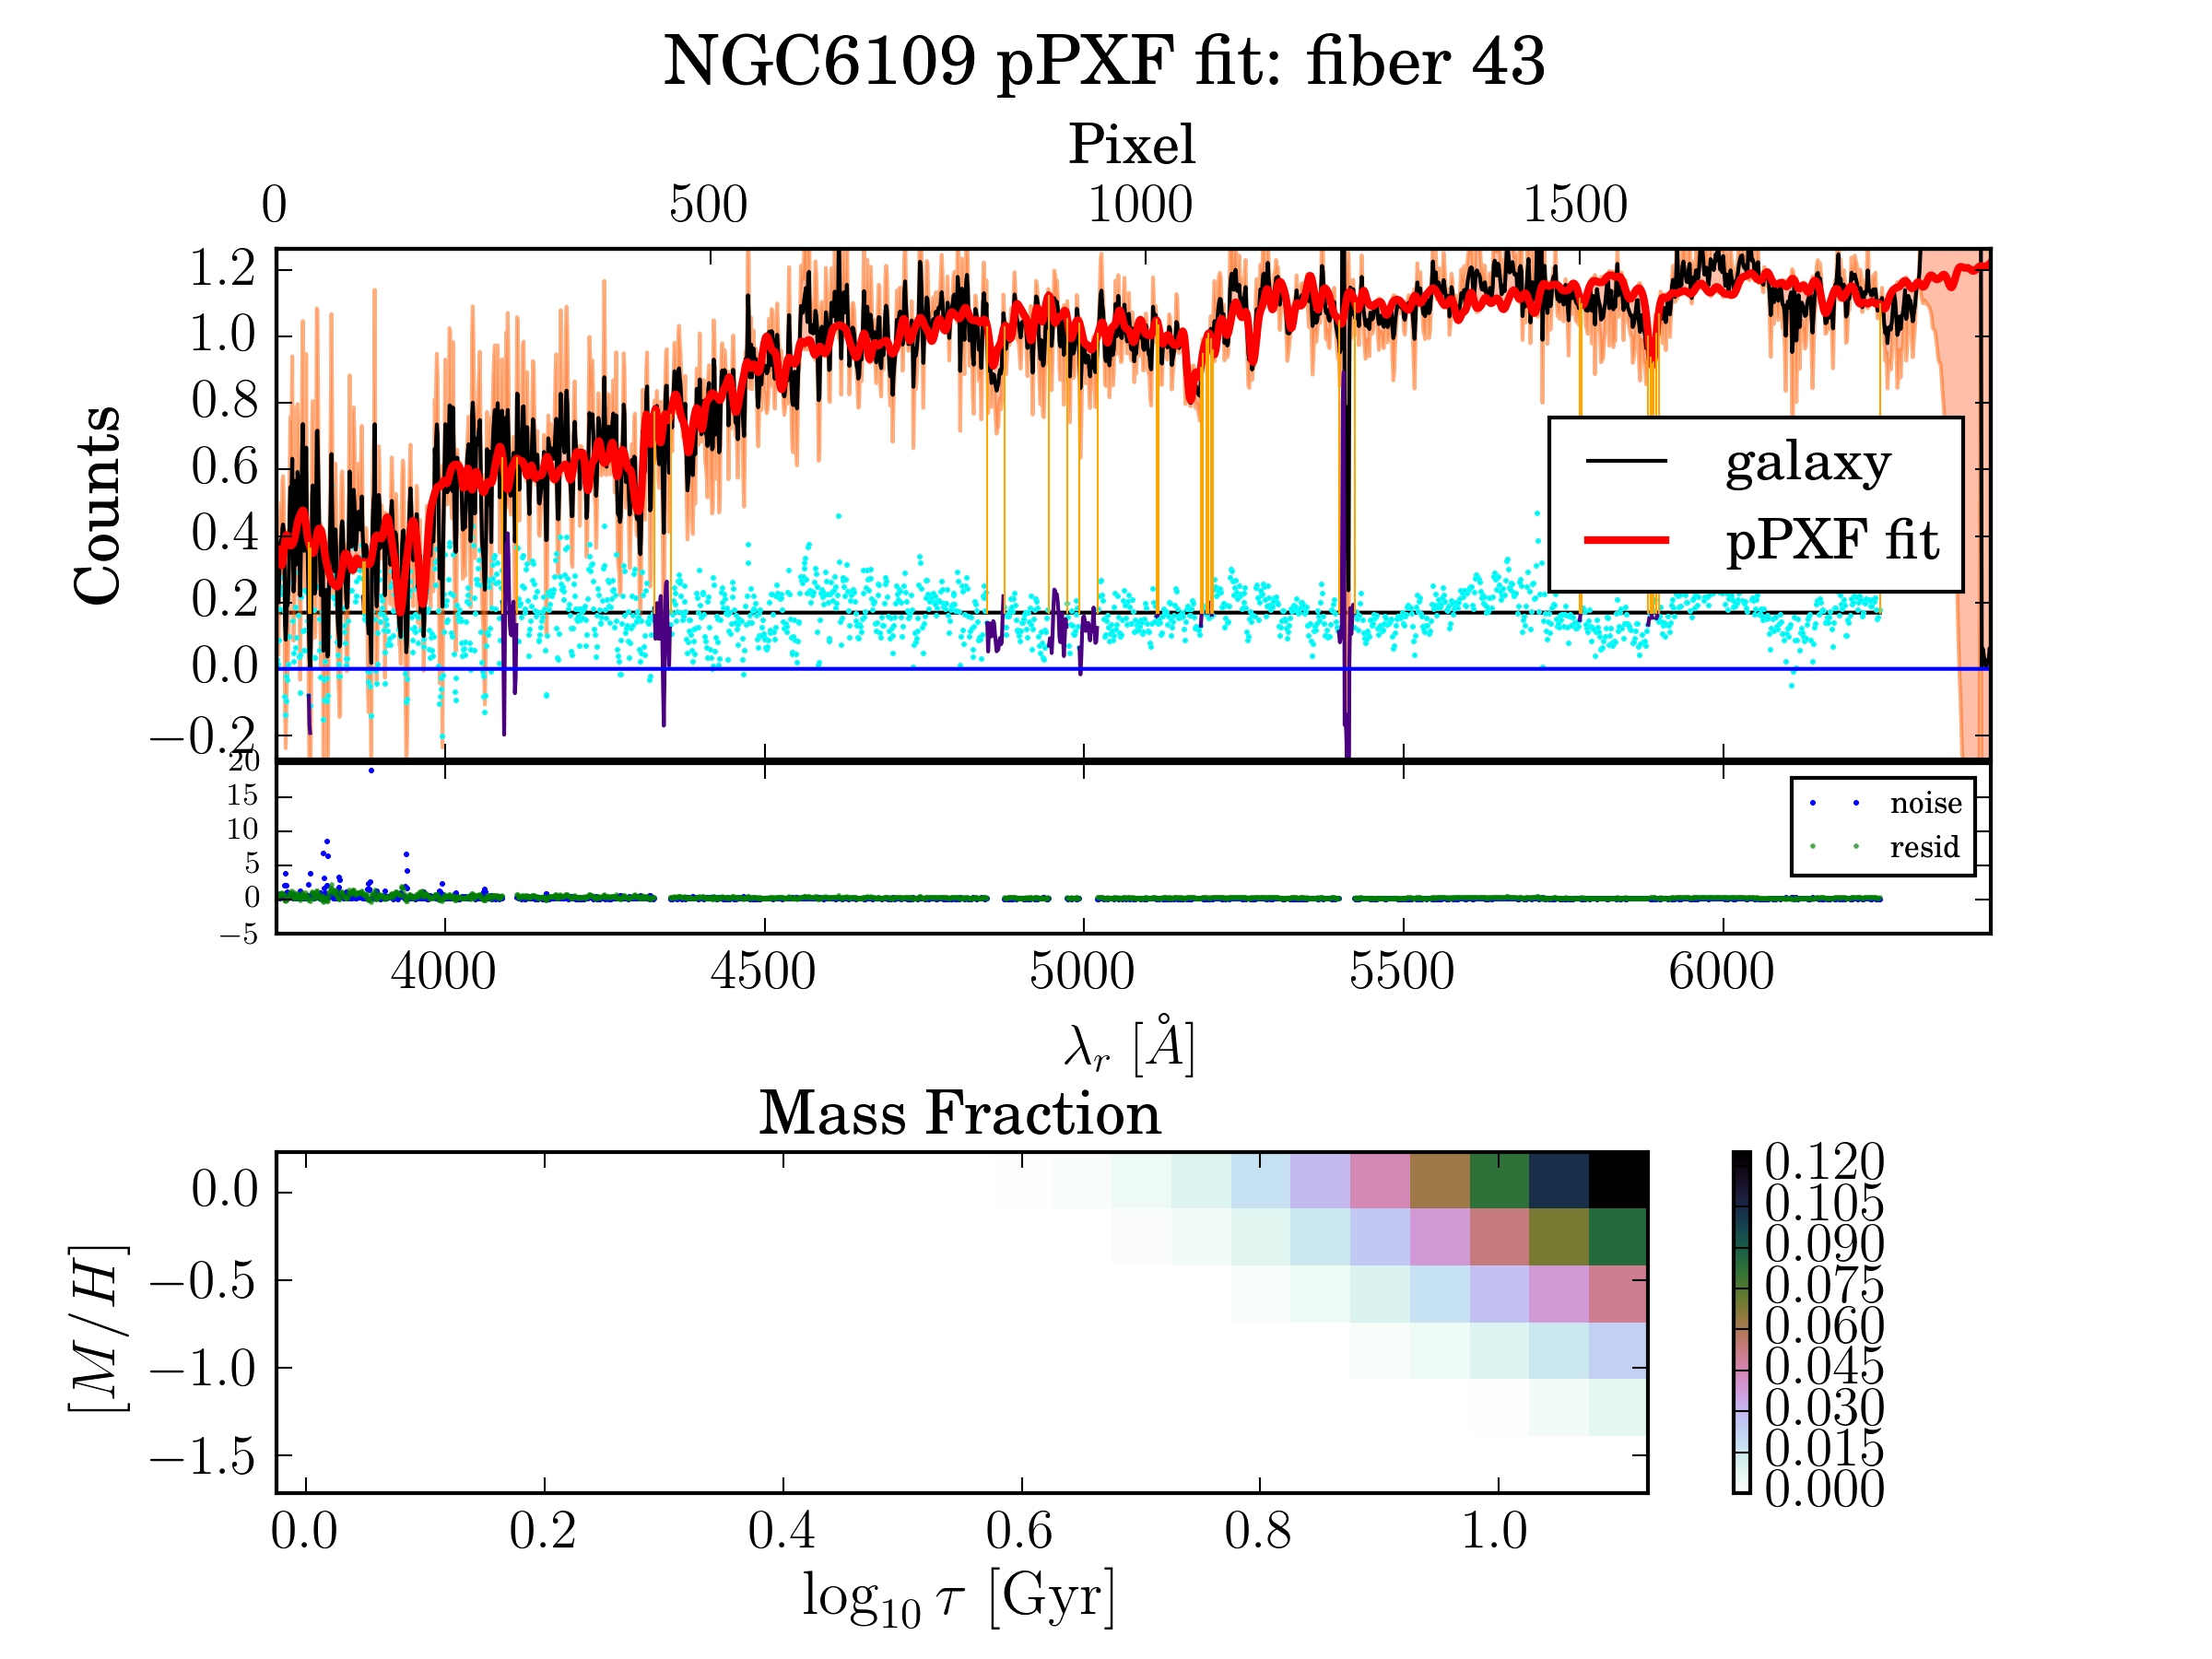 NGC6109 pPXF fit: fiber 43
Pixel
0 500 1000 1500
1.2
1.0
0.8
0.6
0.4
0.2
0.0
−0.2
Counts
galaxy
pPXF fit
20
15
10
5
0
−5
noise
resid
4000 4500 5000 5500 6000
λr [Å]
Mass Fraction
0.0
−0.5
−1.0
−1.5
[M/H]
0.120
0.105
0.090
0.075
0.060
0.045
0.030
0.015
0.000
0.0 0.2 0.4 0.6 0.8 1.0
log10 τ [Gyr]